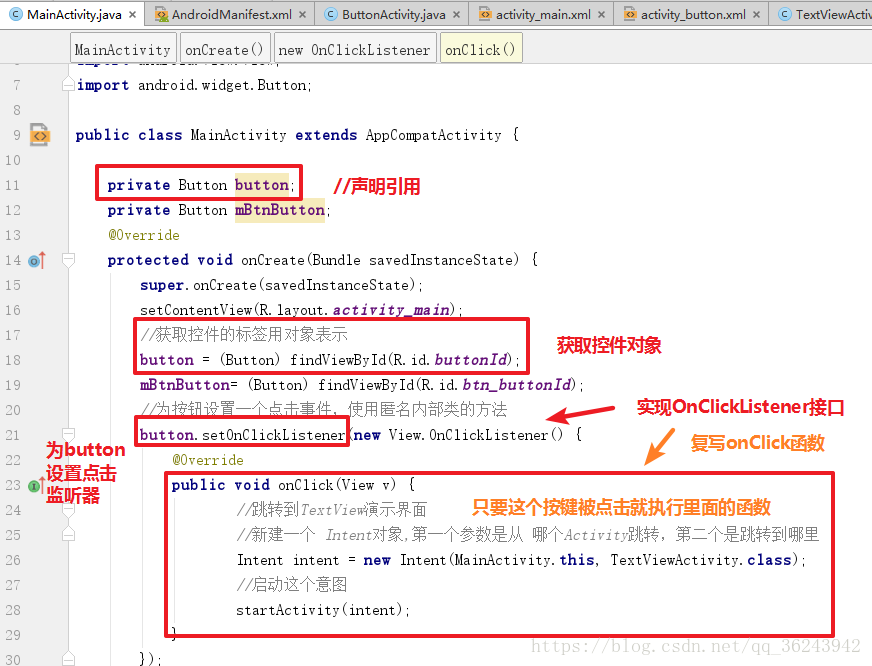 MainActivity.java × AndroidManifest.xml × ButtonActivity.java × activity_main.xml × activity_button.xml × TextViewActiv
MainActivity onCreate() new OnClickListener onClick()
7 import android.widget.Button;
8
9 public class MainActivity extends AppCompatActivity {
10
11 private Button button; //声明引用
12 private Button mBtnButton;
13 @Override
14 protected void onCreate(Bundle savedInstanceState) {
15 super.onCreate(savedInstanceState);
16 setContentView(R.layout.activity_main);
17 //获取控件的标签用对象表示
获取控件对象
18 button = (Button) findViewById(R.id.buttonId);
19 mBtnButton= (Button) findViewById(R.id.btn_buttonId);
20 //为按钮设置一个点击事件，使用匿名内部类的方法
实现OnClickListener接口
21 button.setOnClickListener(new View.OnClickListener() {
复写onClick函数
为button
设置点击
监听器
22 @Override
23 public void onClick(View v) {
24 //跳转到TextView演示界面 只要这个按键被点击就执行里面的函数
25 //新建一个 Intent对象,第一个参数是从 哪个Activity跳转，第二个是跳转到哪里
26 Intent intent = new Intent(MainActivity.this, TextViewActivity.class);
27 //启动这个意图
28 startActivity(intent);
29 }
30 });
https://blog.csdn.net/qq_36243942